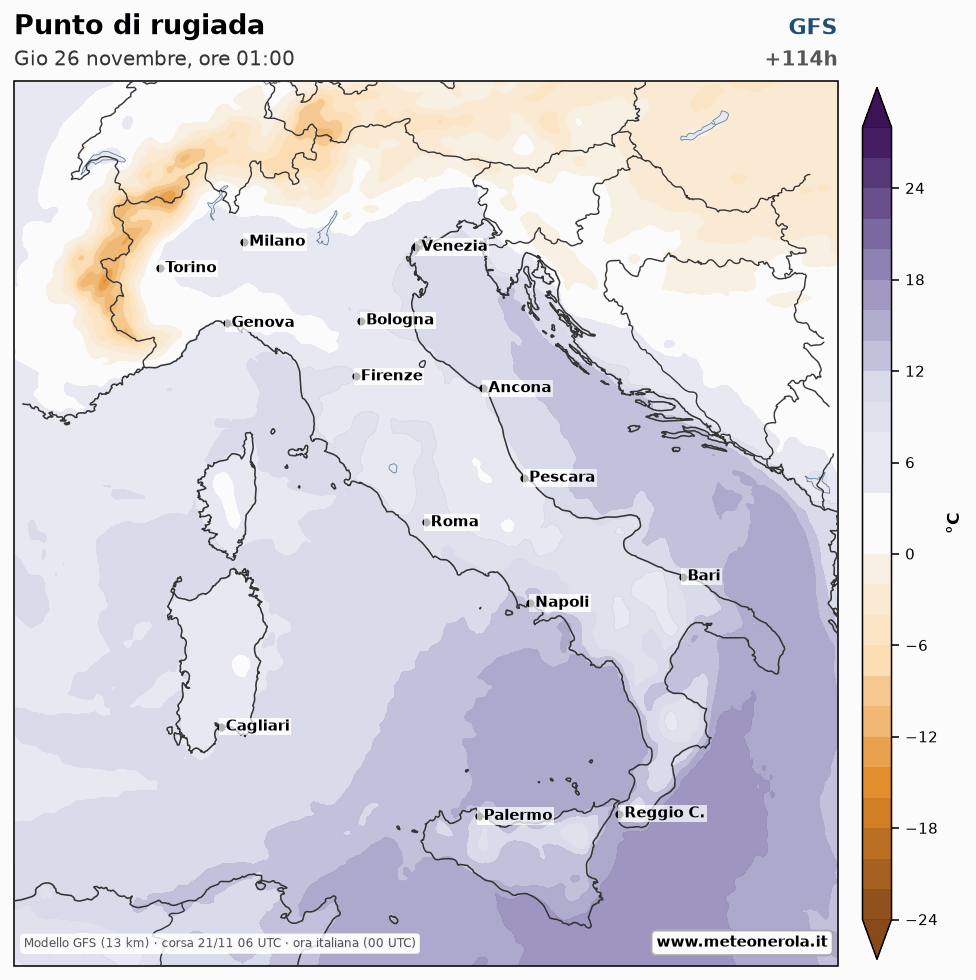 Punto di rugiada
GFS
Gio 26 novembre, ore 01:00
+114h
Milano
Venezia
Torino
Genova
Bologna
Firenze
Ancona
Pescara
Roma
Bari
Napoli
Cagliari
Palermo
Reggio C.
24
18
12
6
0
−6
−12
−18
−24
°C
Modello GFS (13 km) · corsa 21/11 06 UTC · ora italiana (00 UTC)
www.meteonerola.it